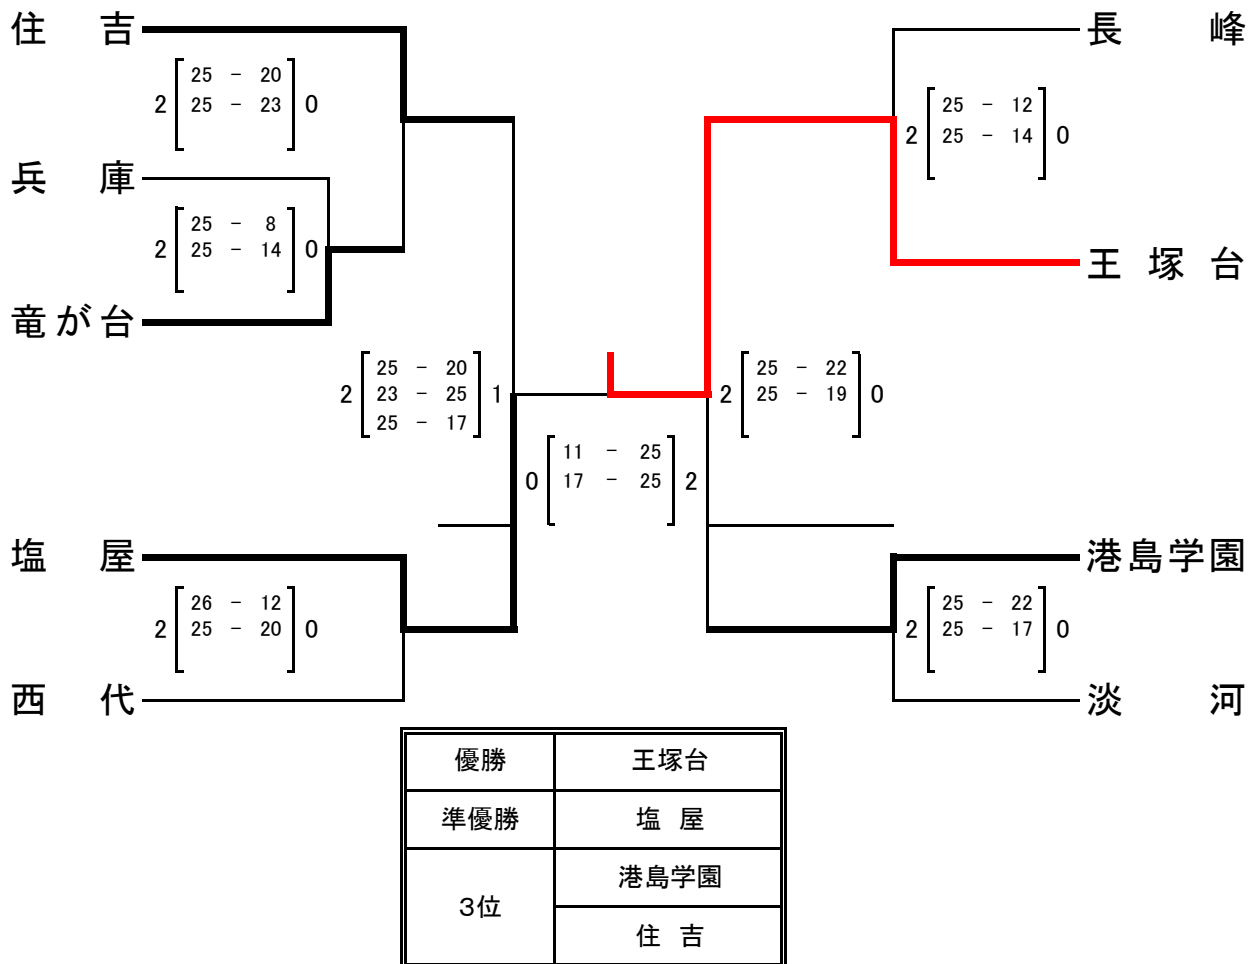 住 吉
25 - 20
2 25 - 23 0
兵 庫
25 - 8
2 25 - 14 0
竜が台
25 - 20
2 23 - 25 1
25 - 17
塩 屋
26 - 12
2 25 - 20 0
西 代
11 - 25
0 17 - 25 2
長 峰
25 - 12
2 25 - 14 0
王塚台
25 - 22
2 25 - 19 0
港島学園
25 - 22
2 25 - 17 0
淡 河
優勝 王塚台
準優勝 塩 屋
3位 港島学園
住 吉